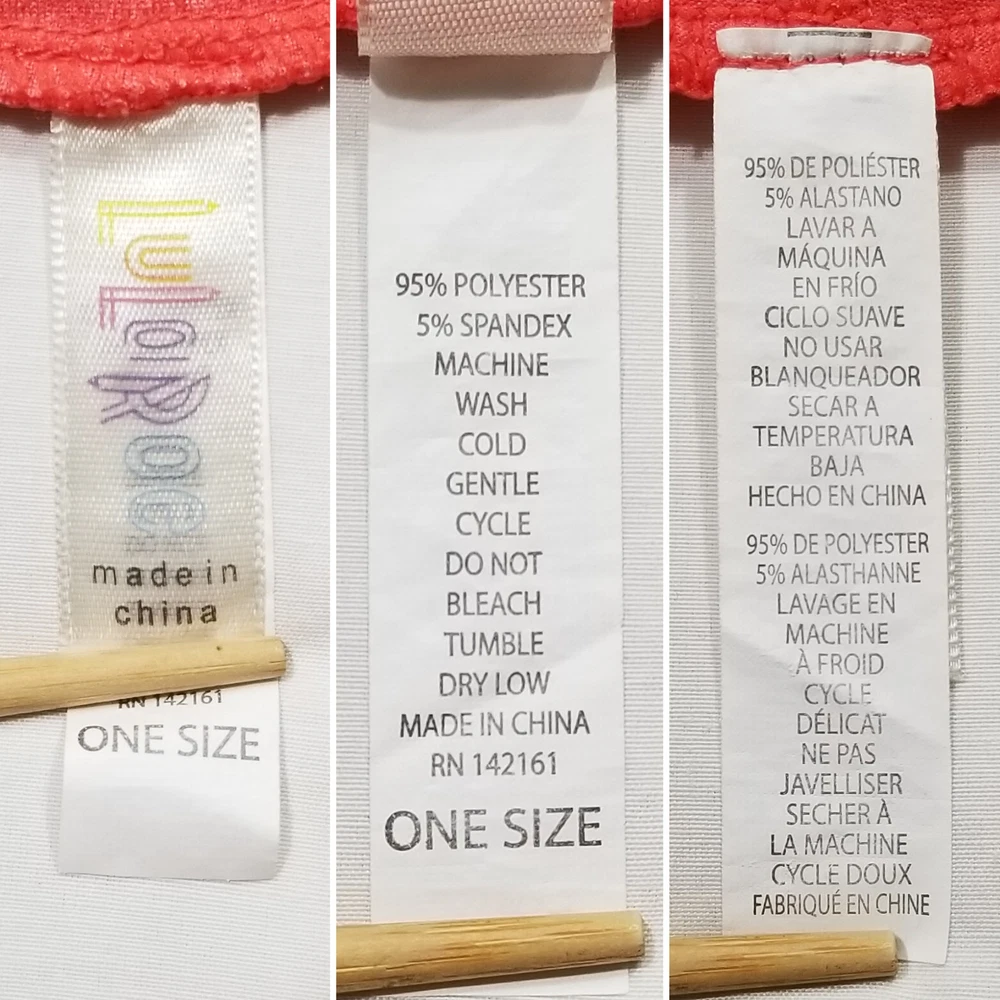 LuLaRoe
made in
china
RN 142161
ONE SIZE
95% POLYESTER
5% SPANDEX
MACHINE
WASH
COLD
GENTLE
CYCLE
DO NOT
BLEACH
TUMBLE
DRY LOW
MADE IN CHINA
RN 142161
ONE SIZE
95% DE POLIÉSTER
5% ALASTANO
LAVAR A
MÁQUINA
EN FRÍO
CICLO SUAVE
NO USAR
BLANQUEADOR
SECAR A
TEMPERATURA
BAJA
HECHO EN CHINA
95% DE POLYESTER
5% ALASTHANNE
LAVAGE EN
MACHINE
À FROID
CYCLE
DÉLICAT
NE PAS
JAVELLISER
SECHER À
LA MACHINE
CYCLE DOUX
FABRIQUÉ EN CHINE